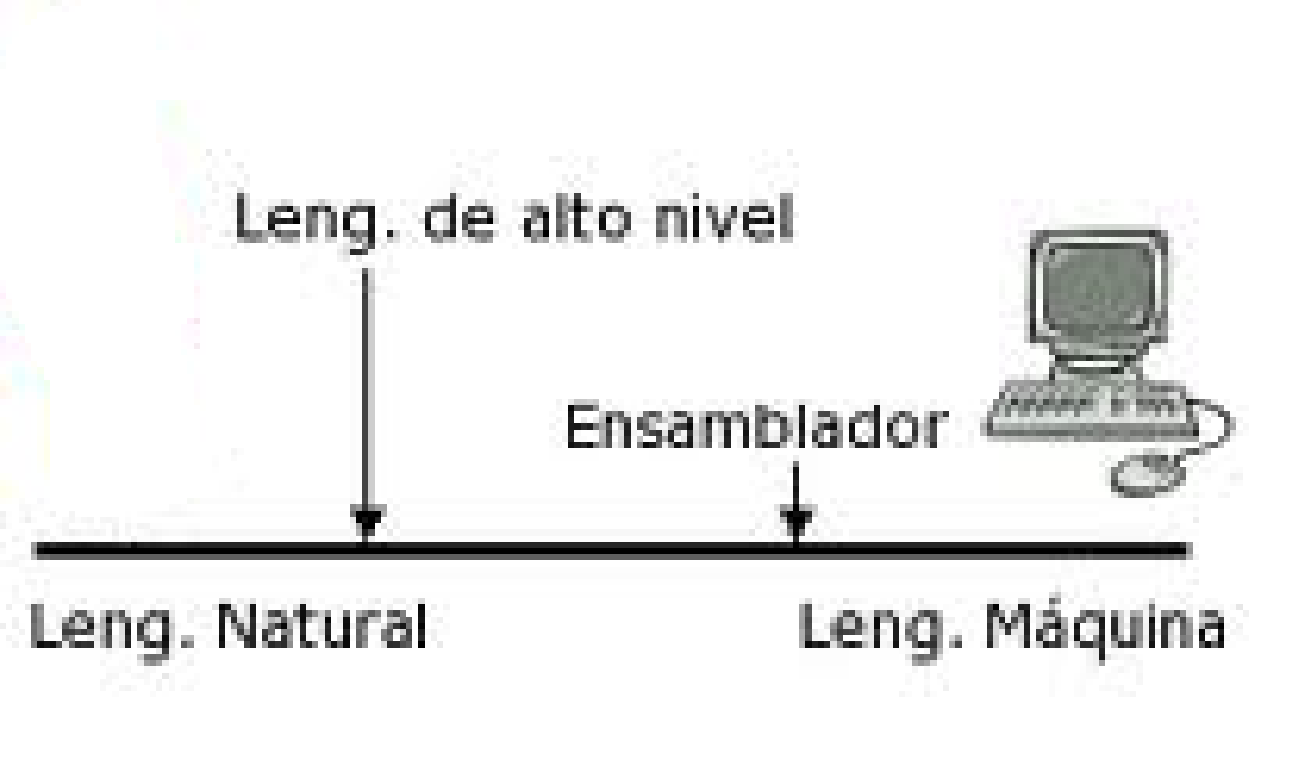 Leng. de alto nivel
Ensamblador
Leng. Natural
Leng. Máquina